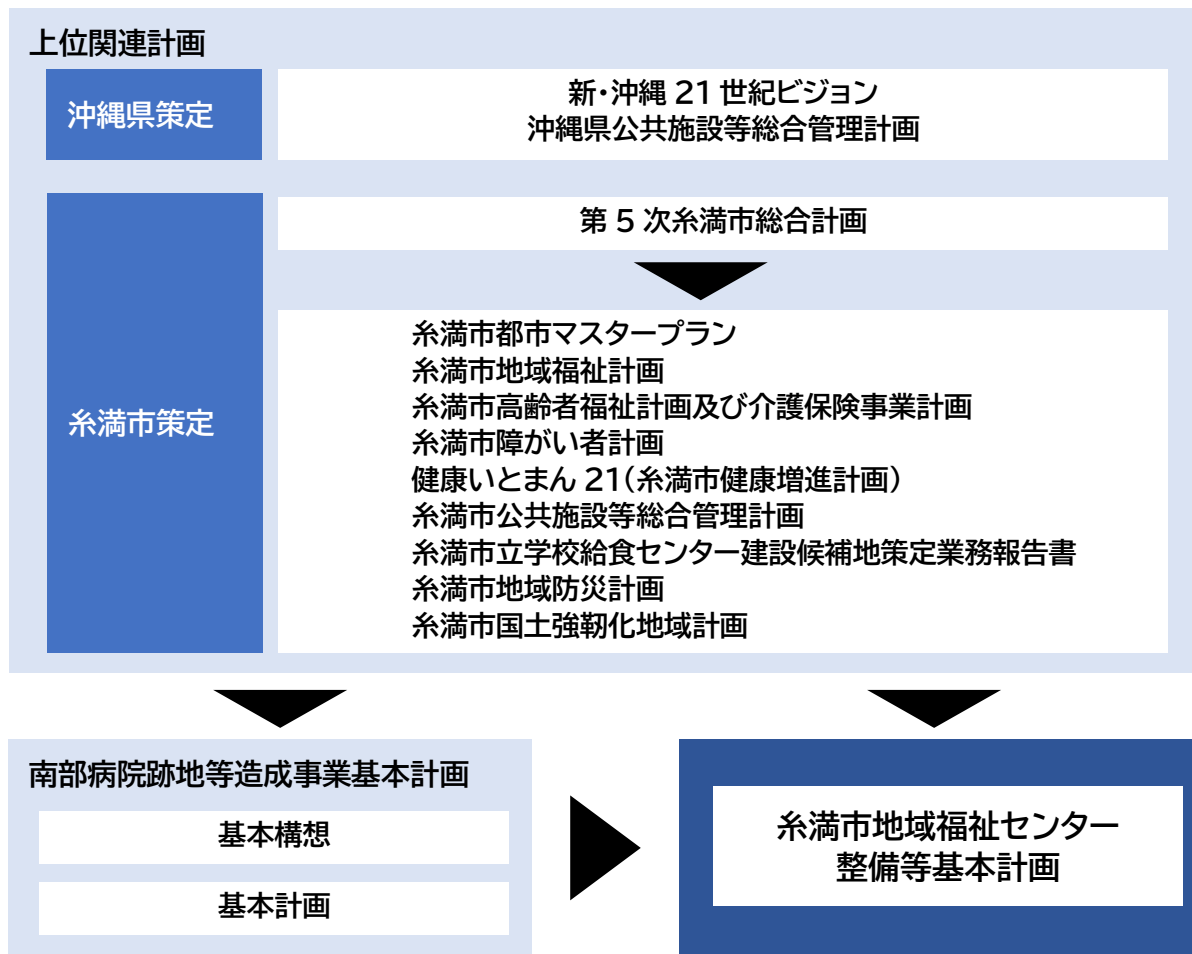 上位関連計画
沖縄県策定
新・沖縄 21 世紀ビジョン
沖縄県公共施設等総合管理計画
糸満市策定
第 5 次糸満市総合計画
糸満市都市マスタープラン
糸満市地域福祉計画
糸満市高齢者福祉計画及び介護保険事業計画
糸満市障がい者計画
健康いとまん 21(糸満市健康増進計画)
糸満市公共施設等総合管理計画
糸満市立学校給食センター建設候補地策定業務報告書
糸満市地域防災計画
糸満市国土強靭化地域計画
南部病院跡地等造成事業基本計画
基本構想
基本計画
糸満市地域福祉センター
整備等基本計画